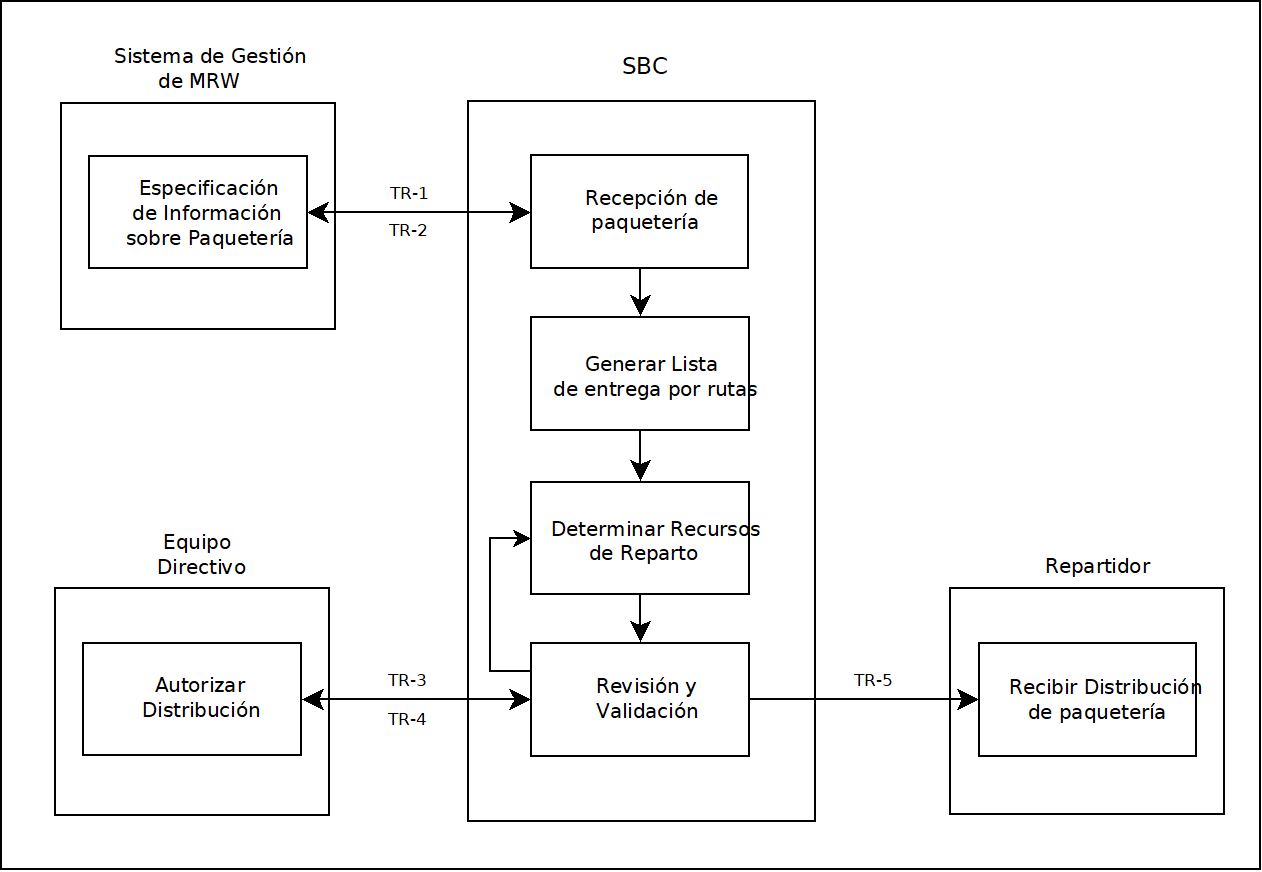 Sistema de Gestión
de MRW
SBC
Especificación
de Información
sobre Paquetería
TR-1
TR-2
Recepción de
paquetería
Generar Lista
de entrega por rutas
Determinar Recursos
de Reparto
Equipo
Directivo
Autorizar
Distribución
TR-3
TR-4
Revisión y
Validación
TR-5
Repartidor
Recibir Distribución
de paquetería